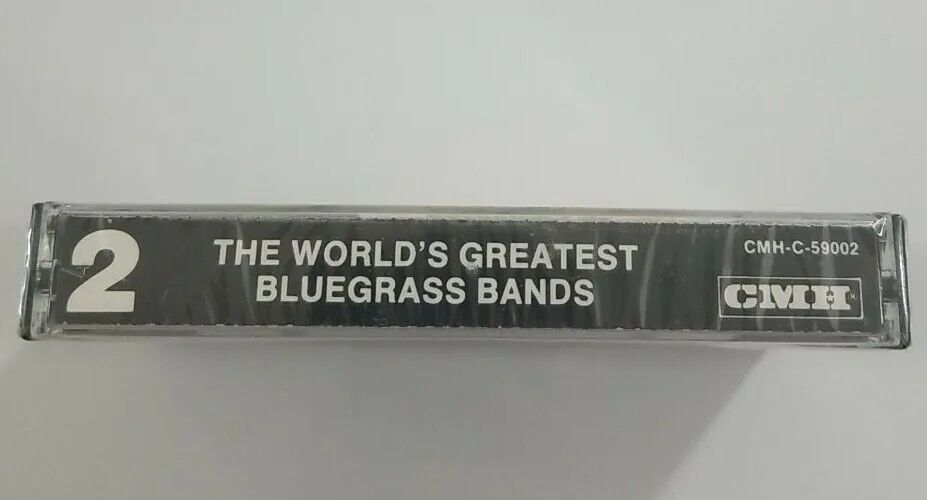 2
THE WORLD'S GREATEST
BLUEGRASS BANDS
CMH-C-59002
CMH